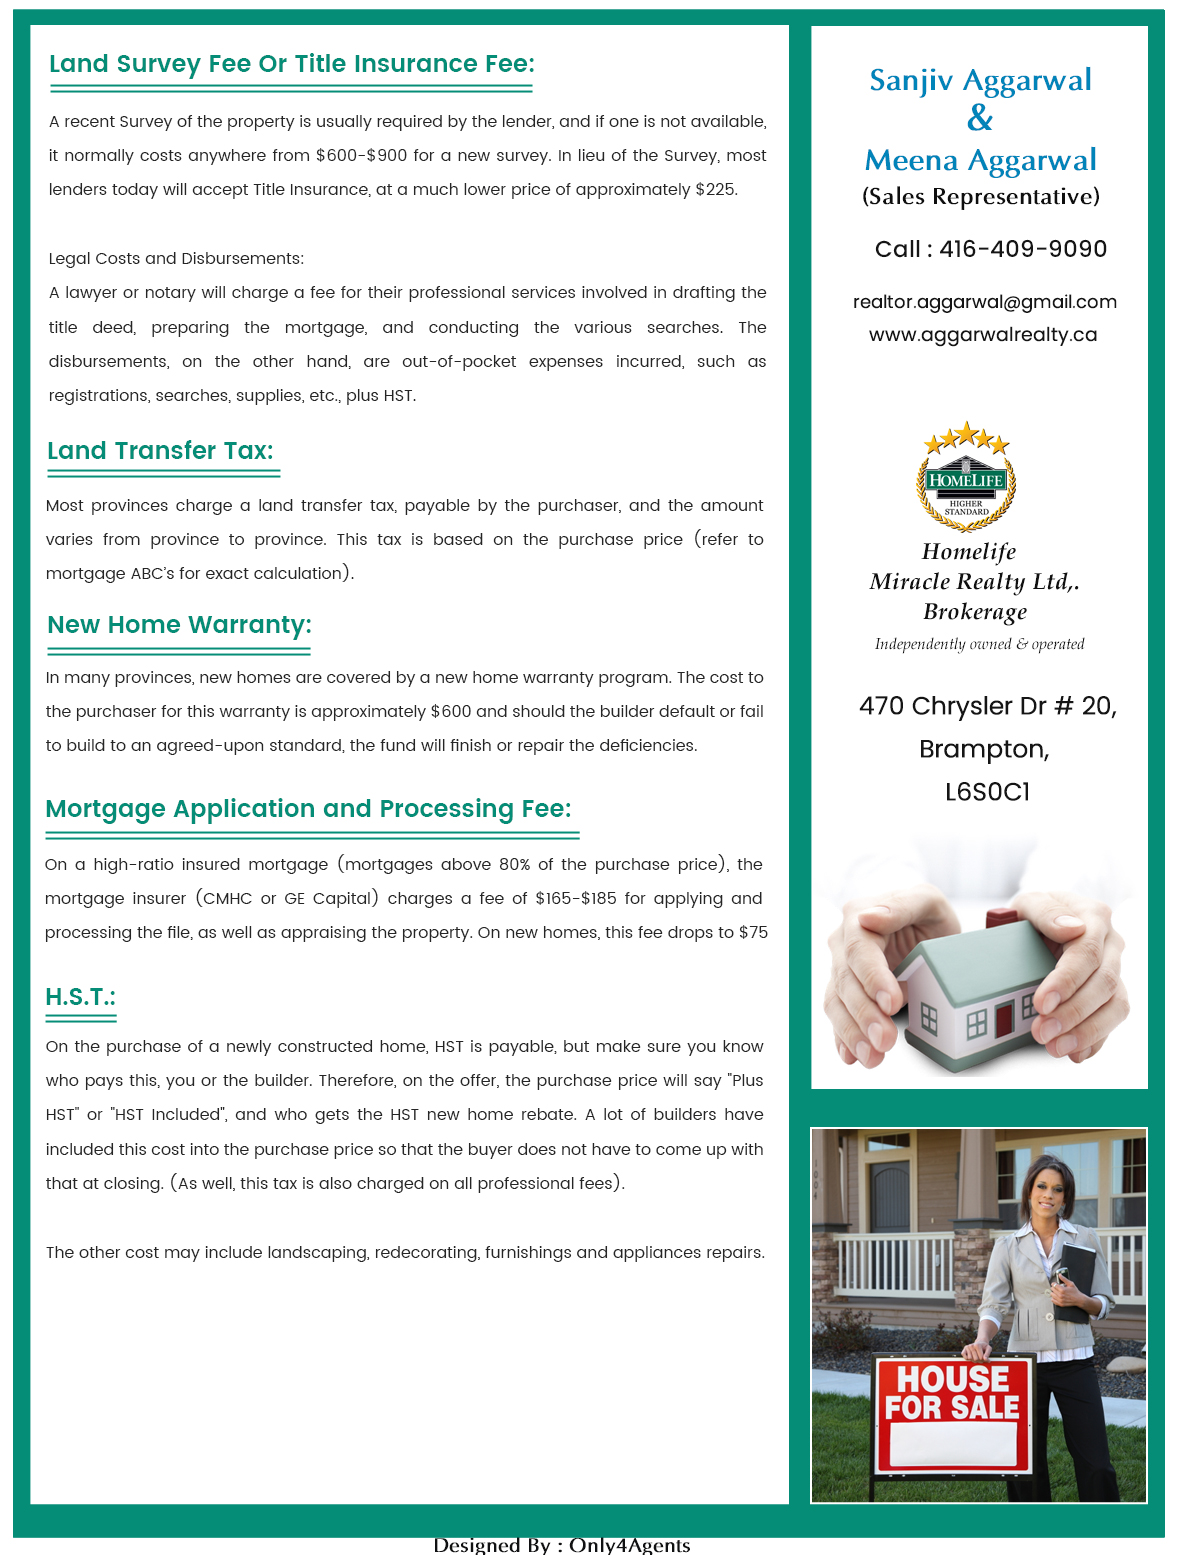 Land Survey Fee Or Title Insurance Fee:
A recent Survey of the property is usually required by the lender, and if one is not available,
it normally costs anywhere from $600-$900 for a new survey. In lieu of the Survey, most
lenders today will accept Title Insurance, at a much lower price of approximately $225.
Legal Costs and Disbursements:
A lawyer or notary will charge a fee for their professional services involved in drafting the
title deed, preparing the mortgage, and conducting the various searches. The
disbursements, on the other hand, are out-of-pocket expenses incurred, such as
registrations, searches, supplies, etc., plus HST.
Land Transfer Tax:
Most provinces charge a land transfer tax, payable by the purchaser, and the amount
varies from province to province. This tax is based on the purchase price (refer to
mortgage ABC's for exact calculation).
New Home Warranty:
In many provinces, new homes are covered by a new home warranty program. The cost to
the purchaser for this warranty is approximately $600 and should the builder default or fail
to build to an agreed-upon standard, the fund will finish or repair the deficiencies.
Mortgage Application and Processing Fee:
On a high-ratio insured mortgage (mortgages above 80% of the purchase price), the
mortgage insurer (CMHC or GE Capital) charges a fee of $165-$185 for applying and
processing the file, as well as appraising the property. On new homes, this fee drops to $75
H.S.T.:
On the purchase of a newly constructed home, HST is payable, but make sure you know
who pays this, you or the builder. Therefore, on the offer, the purchase price will say "Plus
HST" or "HST Included", and who gets the HST new home rebate. A lot of builders have
included this cost into the purchase price so that the buyer does not have to come up with
that at closing. (As well, this tax is also charged on all professional fees).
The other cost may include landscaping, redecorating, furnishings and appliances repairs.
Sanjiv Aggarwal
&
Meena Aggarwal
(Sales Representative)
Call : 416-409-9090
realtor.aggarwal@gmail.com
www.aggarwalrealty.ca
HOMELIFE
HIGHER
STANDARD
Homelife
Miracle Realty Ltd,.
Brokerage
Independently owned & operated
470 Chrysler Dr # 20,
Brampton,
L6S0C1
1004
HOUSE
FOR SALE
Designed By : Only4Agents